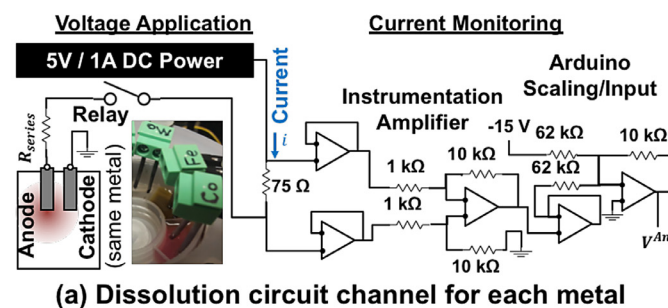 Voltage Application
Current Monitoring
5V / 1A DC Power
Relay
R_series
Anode
Cathode
(same metal)
Fe
Co
Current
i
75 Ω
Instrumentation
Amplifier
1 kΩ
1 kΩ
10 kΩ
10 kΩ
Arduino
Scaling/Input
-15 V
62 kΩ
62 kΩ
10 kΩ
V^An
(a) Dissolution circuit channel for each metal